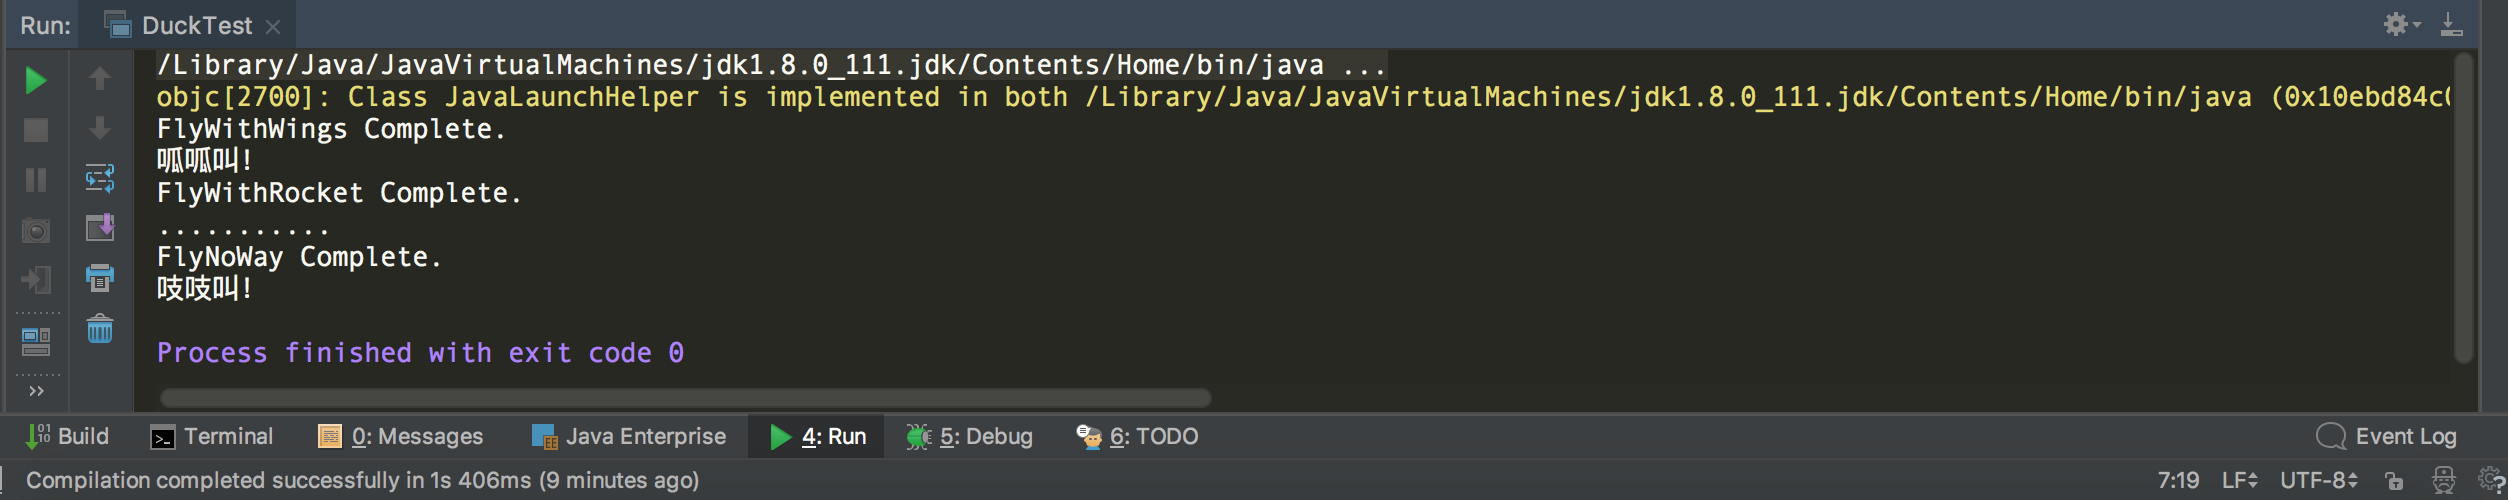 Run: DuckTest
/Library/Java/JavaVirtualMachines/jdk1.8.0_111.jdk/Contents/Home/bin/java ...
objc[2700]: Class JavaLaunchHelper is implemented in both /Library/Java/JavaVirtualMachines/jdk1.8.0_111.jdk/Contents/Home/bin/java (0x10ebd84c0
FlyWithWings Complete.
呱呱叫!
FlyWithRocket Complete.
...........
FlyNoWay Complete.
吱吱叫!
Process finished with exit code 0
Build Terminal 0: Messages Java Enterprise 4: Run 5: Debug 6: TODO Event Log
Compilation completed successfully in 1s 406ms (9 minutes ago) 7:19 LF UTF-8